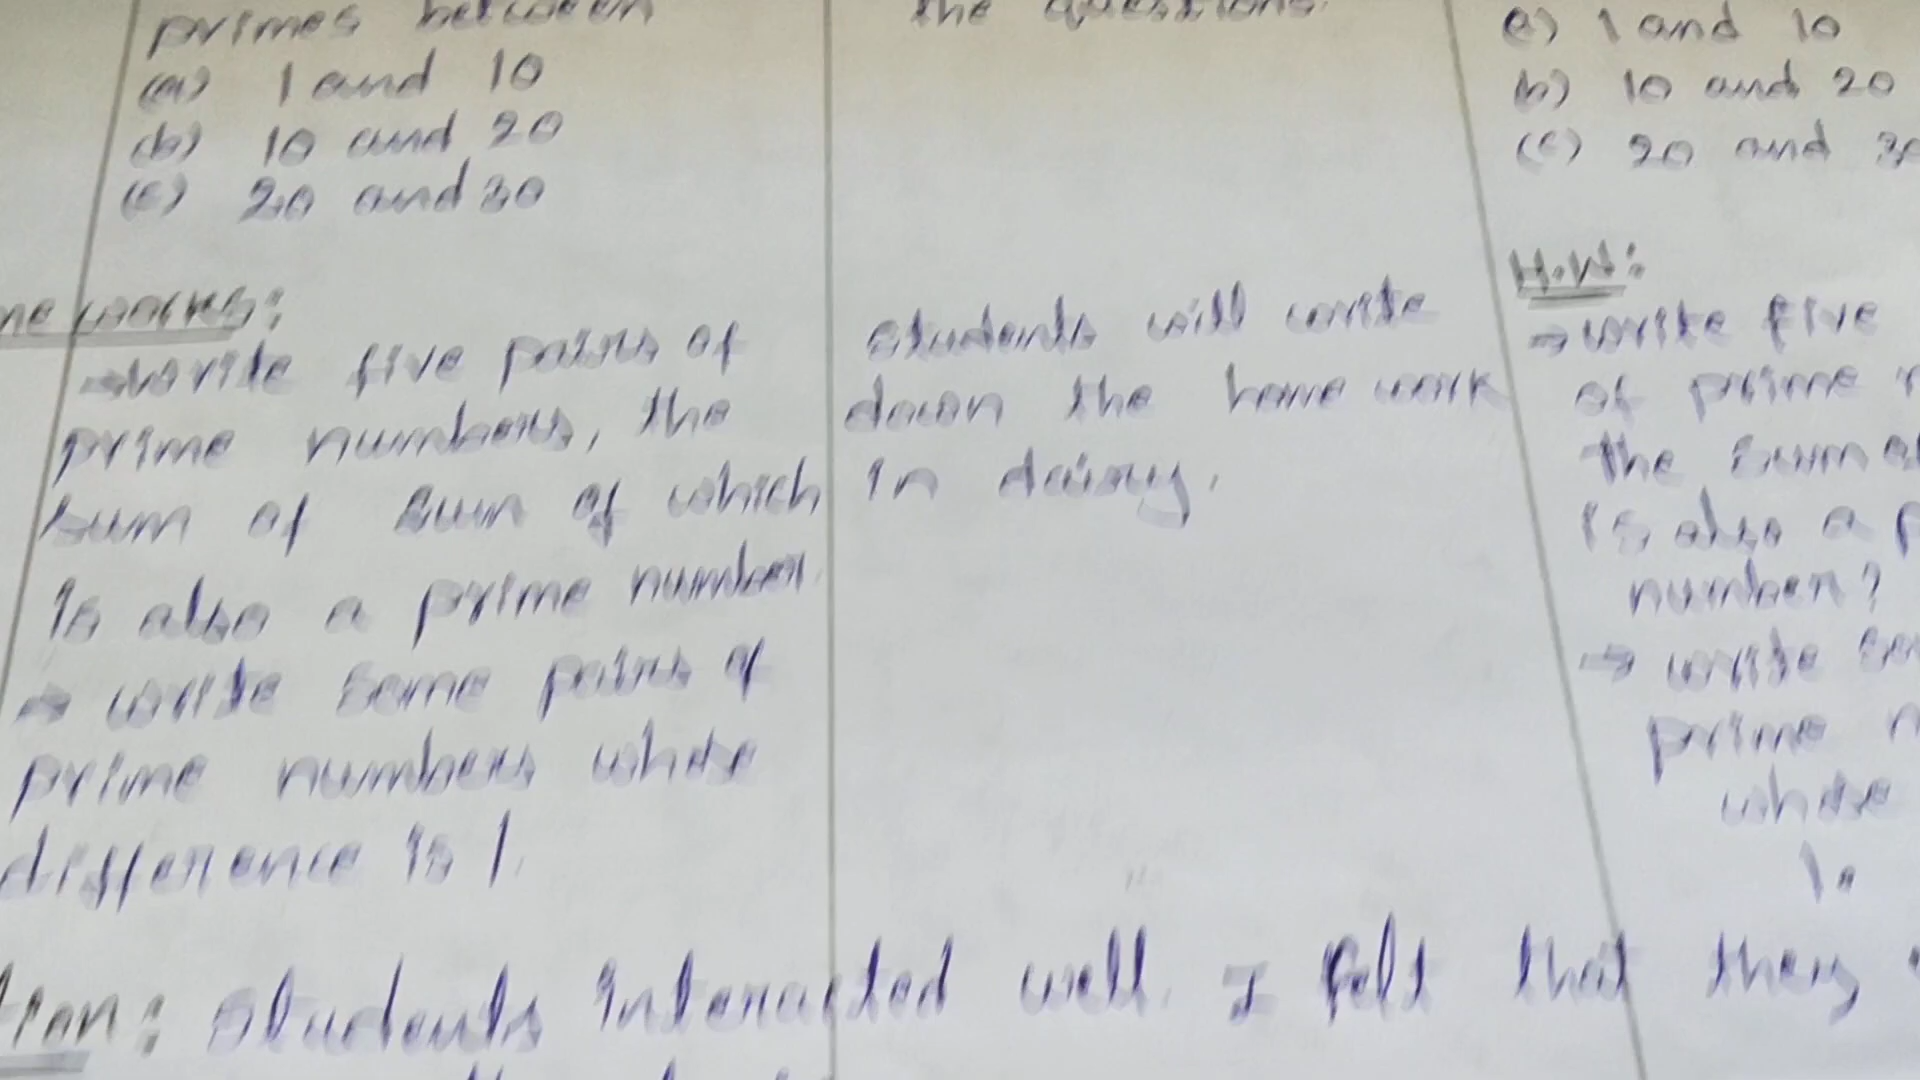 primes between
(a) 1 and 10
(b) 10 and 20
(c) 20 and 30
works:
→ write five pairs of
prime numbers, the
sum of sum of which
is also a prime number
→ write some pairs of
prime numbers whose
difference is 1.
the questions.
students will write
down the home work
in dairy.
a) 1 and 10
b) 10 and 20
(c) 20 and
H.W:
→ write five
of prime
the sum
is also a
number?
→ write
prime
whose
1.
Students interacted well. I felt that they